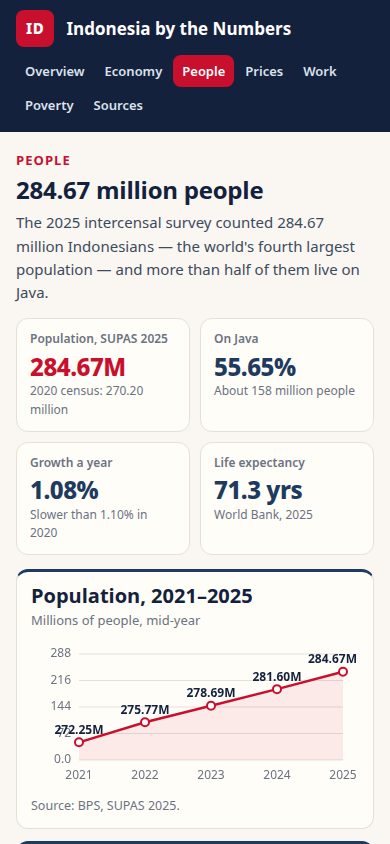 ID Indonesia by the Numbers
Overview Economy People Prices Work
Poverty Sources
PEOPLE
284.67 million people
The 2025 intercensal survey counted 284.67
million Indonesians — the world's fourth largest
population — and more than half of them live on
Java.
Population, SUPAS 2025
284.67M
2020 census: 270.20
million
On Java
55.65%
About 158 million people
Growth a year
1.08%
Slower than 1.10% in
2020
Life expectancy
71.3 yrs
World Bank, 2025
Population, 2021–2025
Millions of people, mid-year
288
216
144
72
0.0
272.25M
275.77M
278.69M
281.60M
284.67M
2021 2022 2023 2024 2025
Source: BPS, SUPAS 2025.